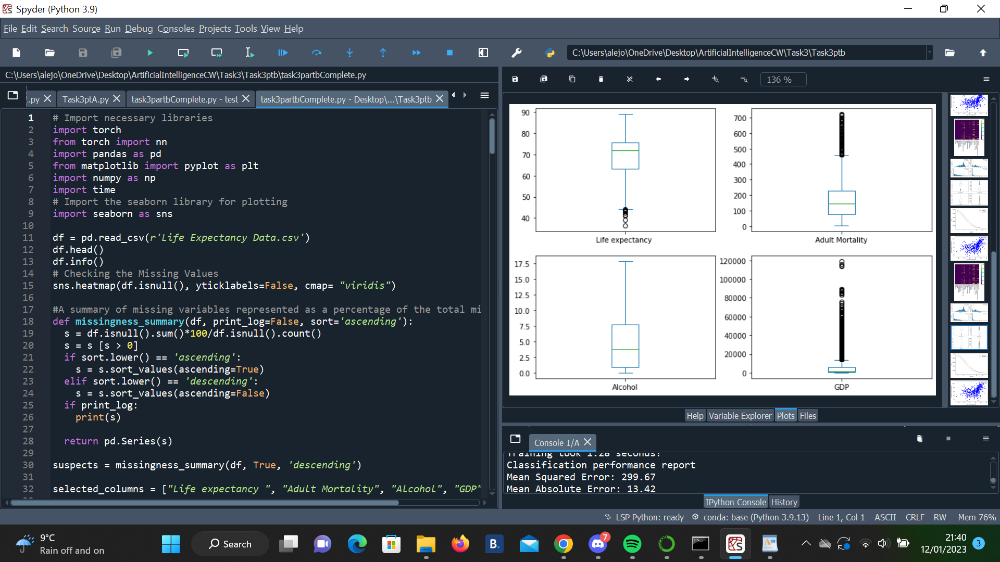 Spyder (Python 3.9)
File Edit Search Source Run Debug Consoles Projects Tools View Help
C:\Users\alejo\OneDrive\Desktop\ArtificialIntelligenceCW\Task3\Task3ptb
C:\Users\alejo\OneDrive\Desktop\ArtificialIntelligenceCW\Task3\Task3ptb\task3partbComplete.py
.py
Task3ptA.py
task3partbComplete.py - test
task3partbComplete.py - Desktop\...\Task3ptb
1 # Import necessary libraries
2 import torch
3 from torch import nn
4 import pandas as pd
5 from matplotlib import pyplot as plt
6 import numpy as np
7 import time
8 # Import the seaborn library for plotting
9 import seaborn as sns
10
11 df = pd.read_csv(r'Life Expectancy Data.csv')
12 df.head()
13 df.info()
14 # Checking the Missing Values
15 sns.heatmap(df.isnull(), yticklabels=False, cmap= "viridis")
16
17 #A summary of missing variables represented as a percentage of the total mi
18 def missingness_summary(df, print_log=False, sort='ascending'):
19 s = df.isnull().sum()*100/df.isnull().count()
20 s = s [s > 0]
21 if sort.lower() == 'ascending':
22 s = s.sort_values(ascending=True)
23 elif sort.lower() == 'descending':
24 s = s.sort_values(ascending=False)
25 if print_log:
26 print(s)
27
28 return pd.Series(s)
29
30 suspects = missingness_summary(df, True, 'descending')
31
32 selected_columns = ["Life expectancy ", "Adult Mortality", "Alcohol", "GDP"
136 %
90
80
70
60
50
40
Life expectancy
700
600
500
400
300
200
100
0
Adult Mortality
17.5
15.0
12.5
10.0
7.5
5.0
2.5
0.0
Alcohol
120000
100000
80000
60000
40000
20000
0
GDP
Help Variable Explorer Plots Files
Console 1/A
Training took 1.28 seconds!
Classification performance report
Mean Squared Error: 299.67
Mean Absolute Error: 13.42
IPython Console History
LSP Python: ready conda: base (Python 3.9.13) Line 1, Col 1 ASCII CRLF RW Mem 76%
9°C
Rain off and on
Search
B.
7
21:40
12/01/2023
3